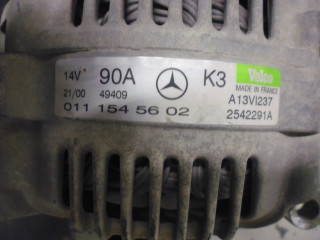 14V 90A K3 Valeo
21/00 49409 MADE IN FRANCE
011 154 56 02 A13VI237
2542291A